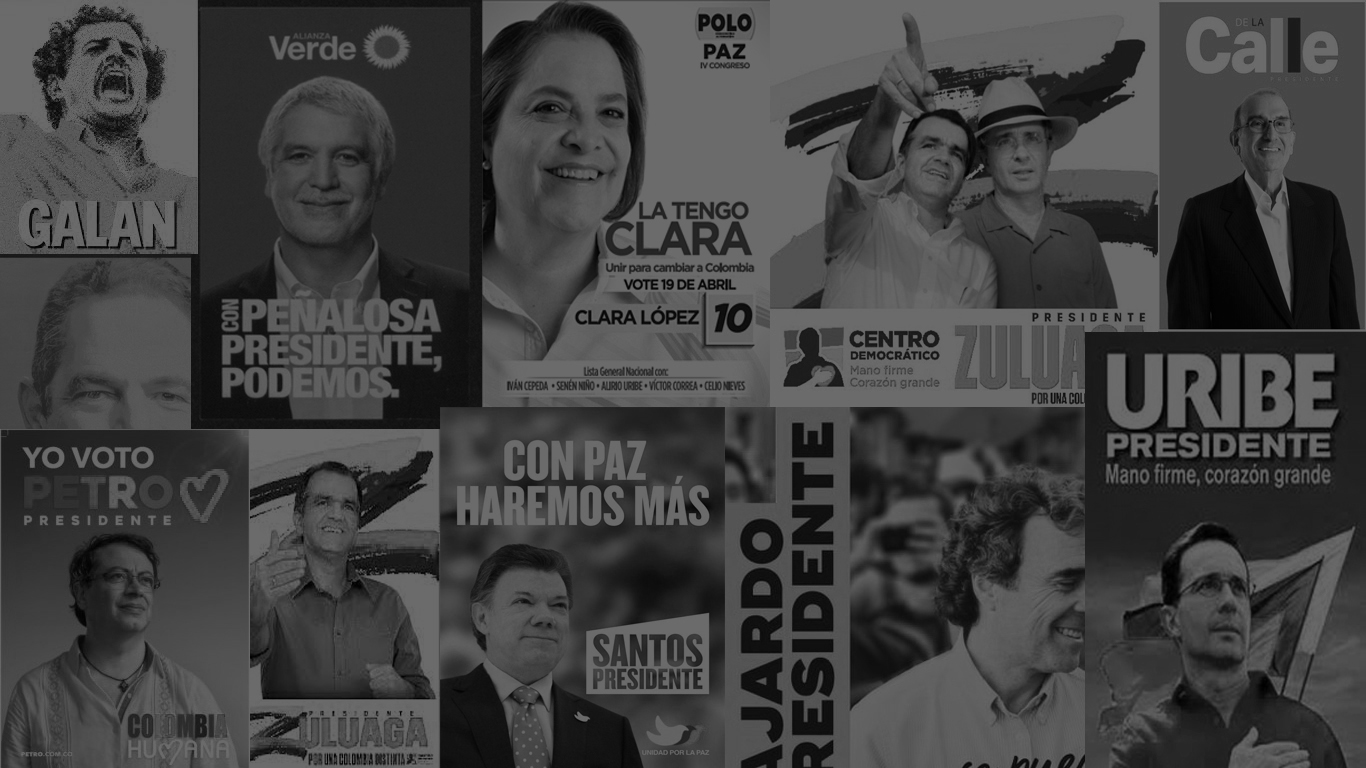 GALAN
ALIANZA
Verde
CON
PEÑALOSA
PRESIDENTE,
PODEMOS.
POLO
PAZ
IV CONGRESO
LA TENGO
CLARA
Unir para cambiar a Colombia
VOTE 19 DE ABRIL
CLARA LÓPEZ 10
Lista General Nacional con:
IVÁN CEPEDA • SENÉN NIÑO • ALIRIO URIBE • VÍCTOR CORREA • CELIO NIEVES
CENTRO
DEMOCRÁTICO
Mano firme
Corazón grande
PRESIDENTE
ZULUAGA
POR UNA COL
DE LA
Calle
PRESIDENTE
URIBE
PRESIDENTE
Mano firme, corazón grande
YO VOTO
PETRO
PRESIDENTE
COLOMBIA
HUMANA
PETRO.COM.CO
PRESIDENTE
ZULUAGA
POR UNA COLOMBIA DISTINTA
CON PAZ
HAREMOS MÁS
SANTOS
PRESIDENTE
UNIDAD POR LA PAZ
AJARDO
RESIDENTE